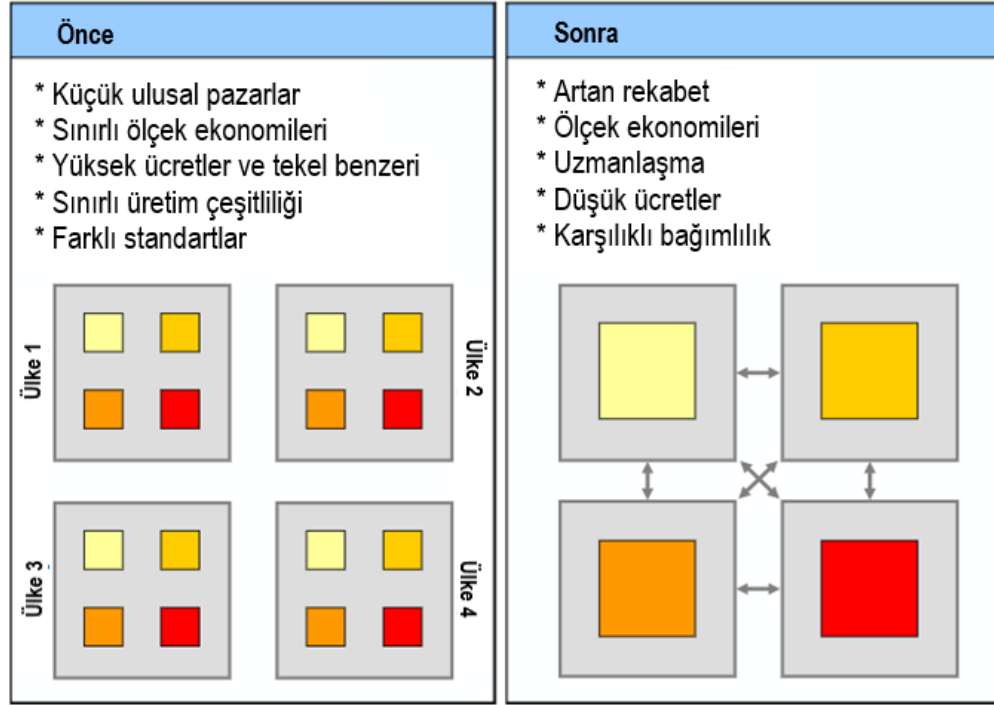 Önce
* Küçük ulusal pazarlar
* Sınırlı ölçek ekonomileri
* Yüksek ücretler ve tekel benzeri
* Sınırlı üretim çeşitliliği
* Farklı standartlar
Ülke 1
Ülke 2
Ülke 3
Ülke 4
Sonra
* Artan rekabet
* Ölçek ekonomileri
* Uzmanlaşma
* Düşük ücretler
* Karşılıklı bağımlılık